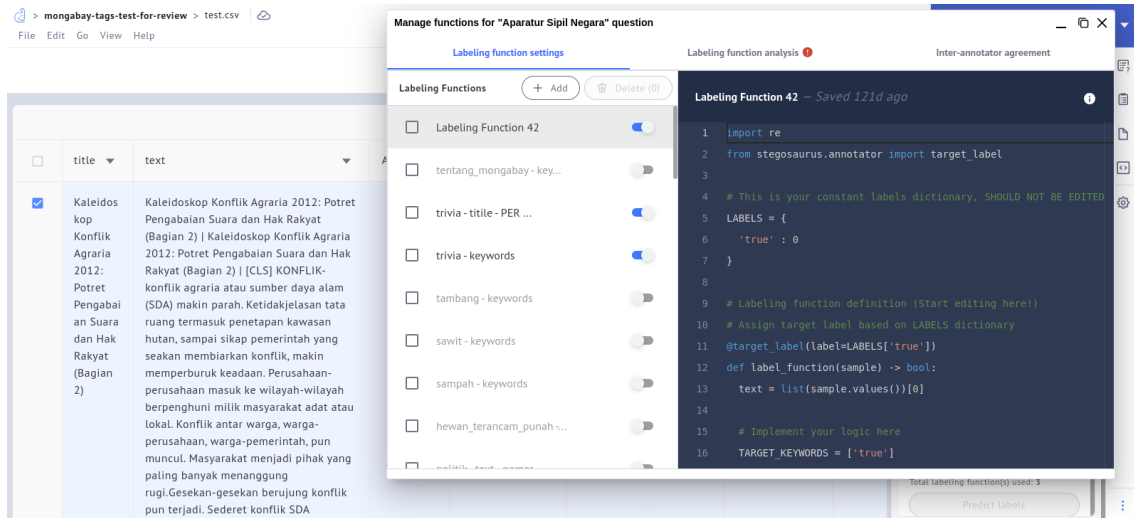 > mongabay-tags-test-for-review > test.csv
File Edit Go View Help
title
text
A
Kaleidos
kop
Konflik
Agraria
2012:
Potret
Pengabai
an Suara
dan Hak
Rakyat
(Bagian
2)
Kaleidoskop Konflik Agraria 2012: Potret
Pengabaian Suara dan Hak Rakyat
(Bagian 2) | Kaleidoskop Konflik Agraria
2012: Potret Pengabaian Suara dan Hak
Rakyat (Bagian 2) | [CLS] KONFLIK-
konflik agraria atau sumber daya alam
(SDA) makin parah. Ketidakjelasan tata
ruang termasuk penetapan kawasan
hutan, sampai sikap pemerintah yang
seakan membiarkan konflik, makin
memperburuk keadaan. Perusahaan-
perusahaan masuk ke wilayah-wilayah
berpenghuni milik masyarakat adat atau
lokal. Konflik antar warga, warga-
perusahaan, warga-pemerintah, pun
muncul. Masyarakat menjadi pihak yang
paling banyak menanggung
rugi.Gesekan-gesekan berujung konflik
pun terjadi. Sederet konflik SDA
Manage functions for "Aparatur Sipil Negara" question
Labeling function settings
Labeling function analysis
Inter-annotator agreement
Labeling Functions
+ Add
Delete (0)
Labeling Function 42
tentang_mongabay - key...
trivia - titile - PER ...
trivia - keywords
tambang - keywords
sawit - keywords
sampah - keywords
hewan_terancam_punah -...
politik - text - pemer...
Labeling Function 42 – Saved 121d ago
1 import re
2 from stegosaurus.annotator import target_label
3
4 # This is your constant labels dictionary, SHOULD NOT BE EDITED
5 LABELS = {
6 'true' : 0
7 }
8
9 # Labeling function definition (Start editing here!)
10 # Assign target label based on LABELS dictionary
11 @target_label(label=LABELS['true'])
12 def label_function(sample) -> bool:
13 text = list(sample.values())[0]
14
15 # Implement your logic here
16 TARGET_KEYWORDS = ['true']
Total labeling function(s) used: 3
Predict labels